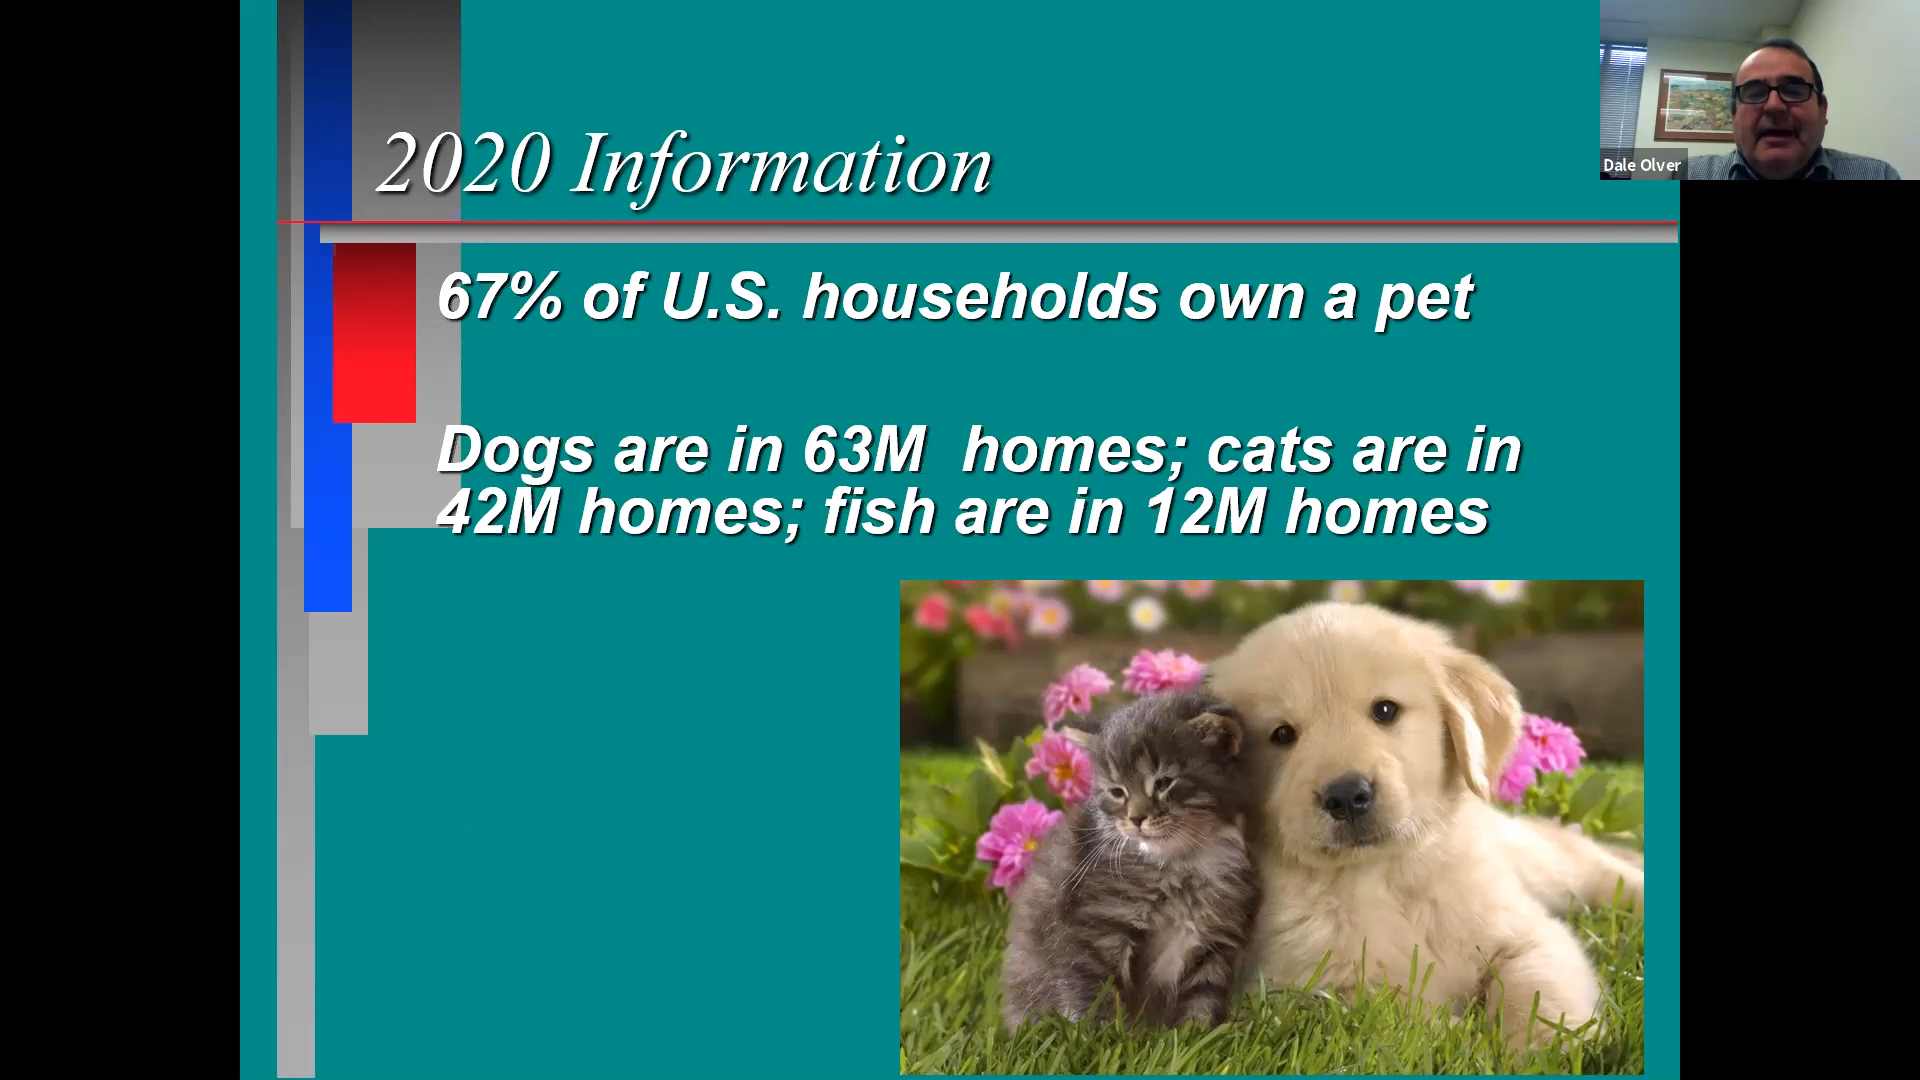 2020 Information
Dale Olver
67% of U.S. households own a pet
Dogs are in 63M homes; cats are in
42M homes; fish are in 12M homes